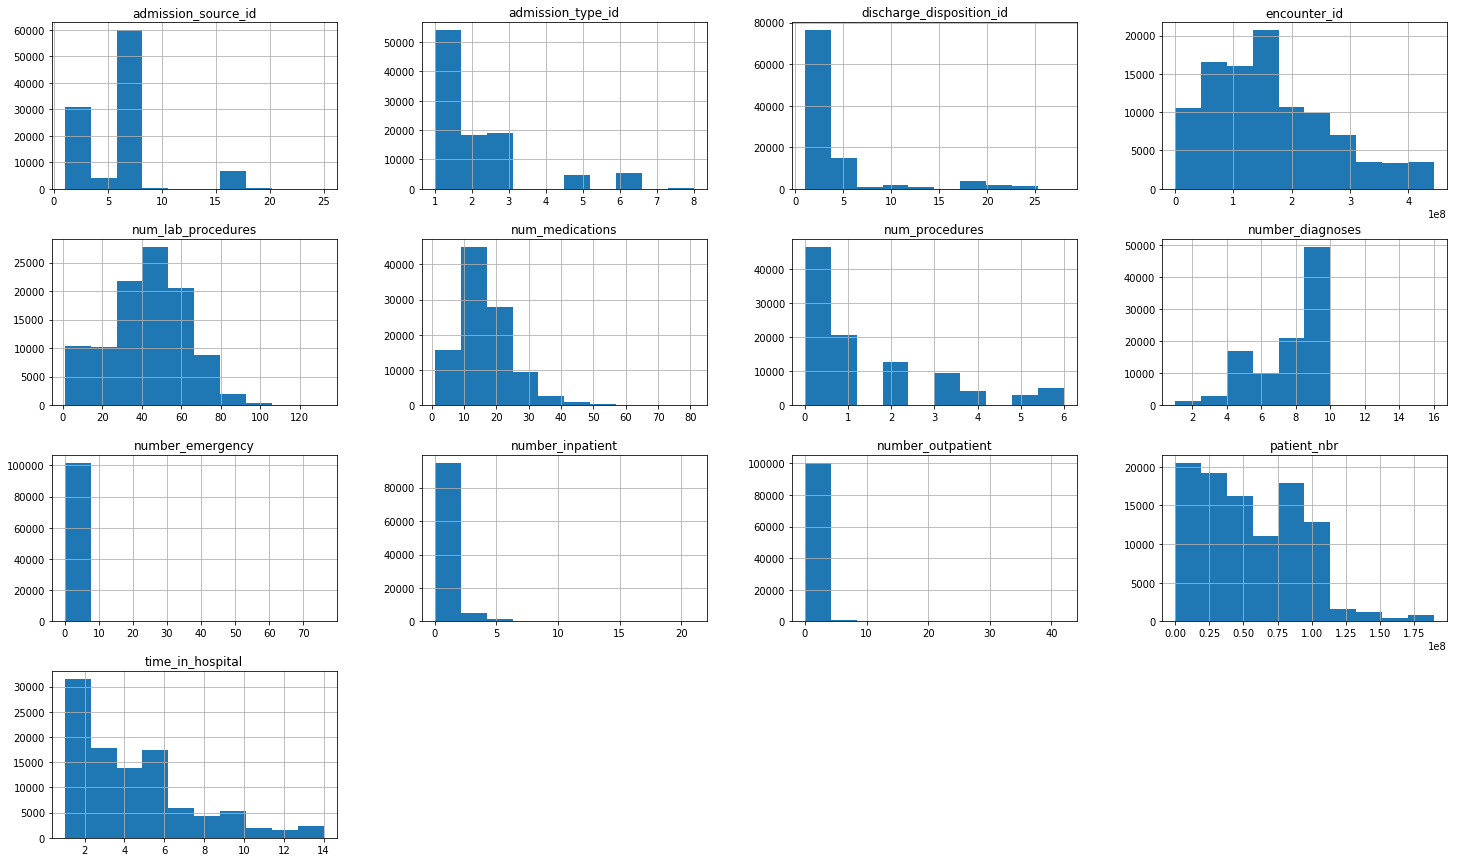 admission_source_id
60000
50000
40000
30000
20000
10000
0
0 5 10 15 20 25
admission_type_id
50000
40000
30000
20000
10000
0
1 2 3 4 5 6 7 8
discharge_disposition_id
80000
60000
40000
20000
0
0 5 10 15 20 25
encounter_id
20000
15000
10000
5000
0
0 1 2 3 4
1e8
num_lab_procedures
25000
20000
15000
10000
5000
0
0 20 40 60 80 100 120
num_medications
40000
30000
20000
10000
0
0 10 20 30 40 50 60 70 80
num_procedures
40000
30000
20000
10000
0
0 1 2 3 4 5 6
number_diagnoses
50000
40000
30000
20000
10000
0
2 4 6 8 10 12 14 16
number_emergency
100000
80000
60000
40000
20000
0
0 10 20 30 40 50 60 70
number_inpatient
80000
60000
40000
20000
0
0 5 10 15 20
number_outpatient
100000
80000
60000
40000
20000
0
0 10 20 30 40
patient_nbr
20000
15000
10000
5000
0
0.00 0.25 0.50 0.75 1.00 1.25 1.50 1.75
1e8
time_in_hospital
30000
25000
20000
15000
10000
5000
0
2 4 6 8 10 12 14